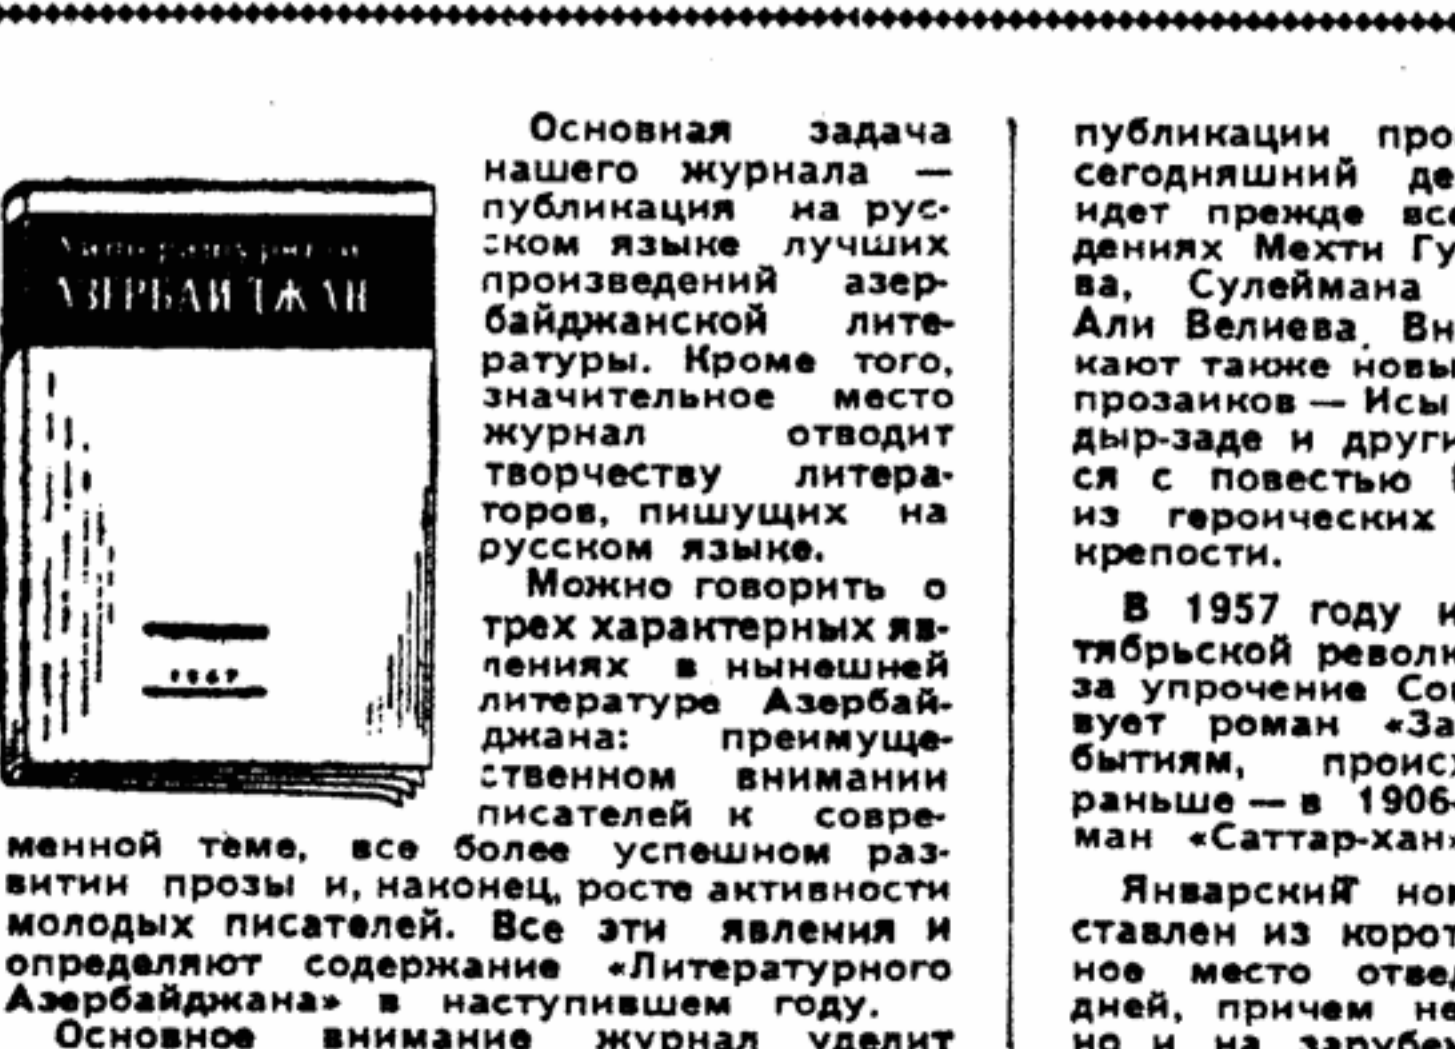 Литературный
АЗЕРБАЙДЖАН
1967
Основная задача
нашего журнала —
публикация на рус-
ском языке лучших
произведений азер-
байджанской лите-
ратуры. Кроме того,
значительное место
журнал отводит
творчеству литера-
торов, пишущих на
русском языке.
Можно говорить о
трех характерных яв-
лениях в нынешней
литературе Азербай-
джана: преимуще-
ственном внимании
писателей к совре-
менной теме, все более успешном раз-
витии прозы и, наконец, росте активности
молодых писателей. Все эти явления и
определяют содержание «Литературного
Азербайджана» в наступившем году.
Основное внимание журнал уделит
публикации про
сегодняшний де
идет прежде все
дениях Мехти Гу
ва, Сулеймана
Али Велиева. Вн
кают также новы
прозаиков — Исы
дыр-заде и други
ся с повестью
из героических
крепости.
В 1957 году
тябрьской револю
за упрочение Со
вует роман «За
бытиям, проис
раньше — в 1906-
ман «Саттар-хан»
Январский но
ставлен из корот
ное место отве
дней, причем не
но и на зарубе